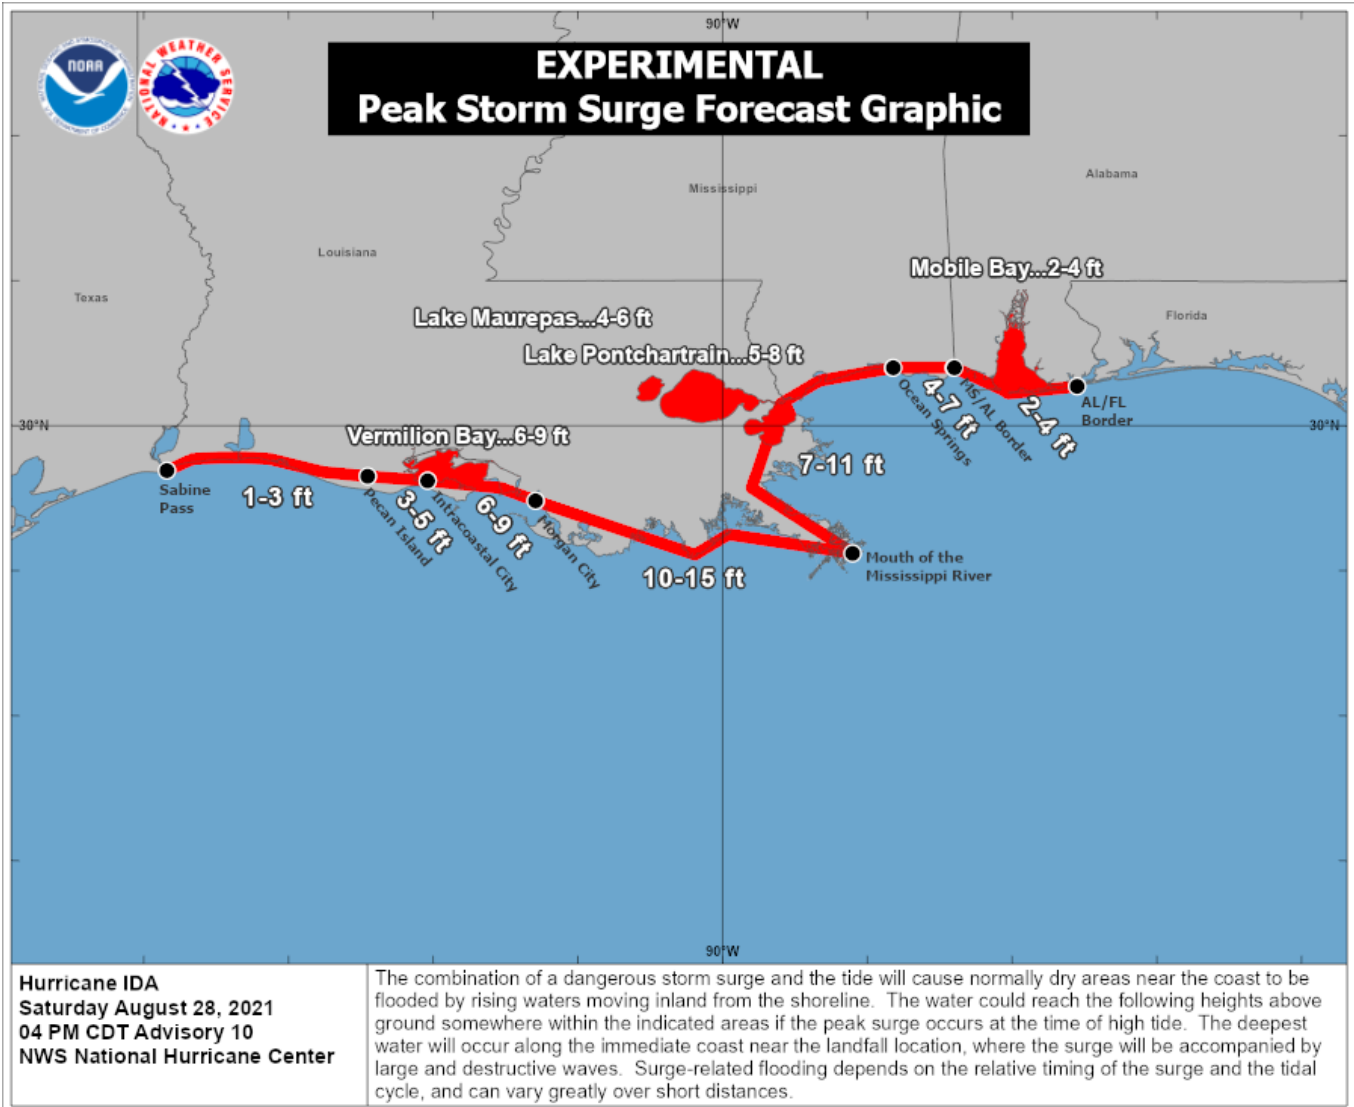 90°W
NOAA
NATIONAL WEATHER SERVICE
EXPERIMENTAL
Peak Storm Surge Forecast Graphic
Mississippi
Alabama
Louisiana
Texas
Florida
Mobile Bay...2-4 ft
Lake Maurepas...4-6 ft
Lake Pontchartrain...5-8 ft
Vermilion Bay...6-9 ft
30°N
30°N
Sabine
Pass
1-3 ft
Pecan Island
3-5 ft
Intracoastal City
6-9 ft
Morgan City
10-15 ft
Mouth of the
Mississippi River
7-11 ft
Ocean Springs
4-7 ft
MS/AL Border
2-4 ft
AL/FL
Border
90°W
Hurricane IDA
Saturday August 28, 2021
04 PM CDT Advisory 10
NWS National Hurricane Center
The combination of a dangerous storm surge and the tide will cause normally dry areas near the coast to be
flooded by rising waters moving inland from the shoreline.  The water could reach the following heights above
ground somewhere within the indicated areas if the peak surge occurs at the time of high tide.  The deepest
water will occur along the immediate coast near the landfall location, where the surge will be accompanied by
large and destructive waves.  Surge-related flooding depends on the relative timing of the surge and the tidal
cycle, and can vary greatly over short distances.